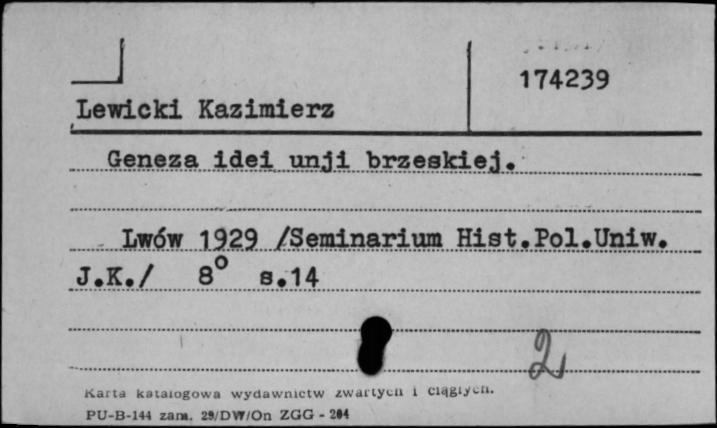 174239
Lewicki Kazimierz
Geneza idei unji brzeskiej.
Lwów 1929 /Seminarium Hist.Pol.Uniw.
J.K./ 8° s.14
2
Karta katalogowa wydawnictw zwartych i ciągłych.
PU-B-144 zam. 29/DW/On ZGG - 204